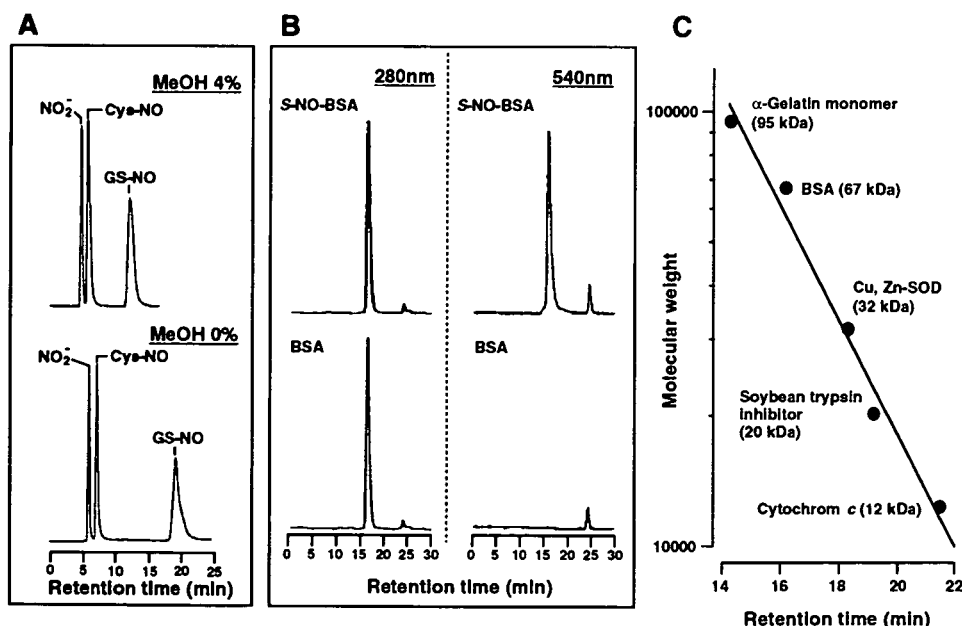 A
MeOH 4%
NO2-
Cys-NO
GS-NO
MeOH 0%
NO2-
Cys-NO
GS-NO
0 5 10 15 20 25
Retention time (min)
B
280nm
540nm
S-NO-BSA
S-NO-BSA
BSA
BSA
0 5 10 15 20 25 30
0 5 10 15 20 25 30
Retention time (min)
C
100000
α-Gelatin monomer
(95 kDa)
BSA (67 kDa)
Cu, Zn-SOD
(32 kDa)
Soybean trypsin
inhibitor
(20 kDa)
Cytochrom c (12 kDa)
Molecular weight
10000
14 16 18 20 22
Retention time (min)